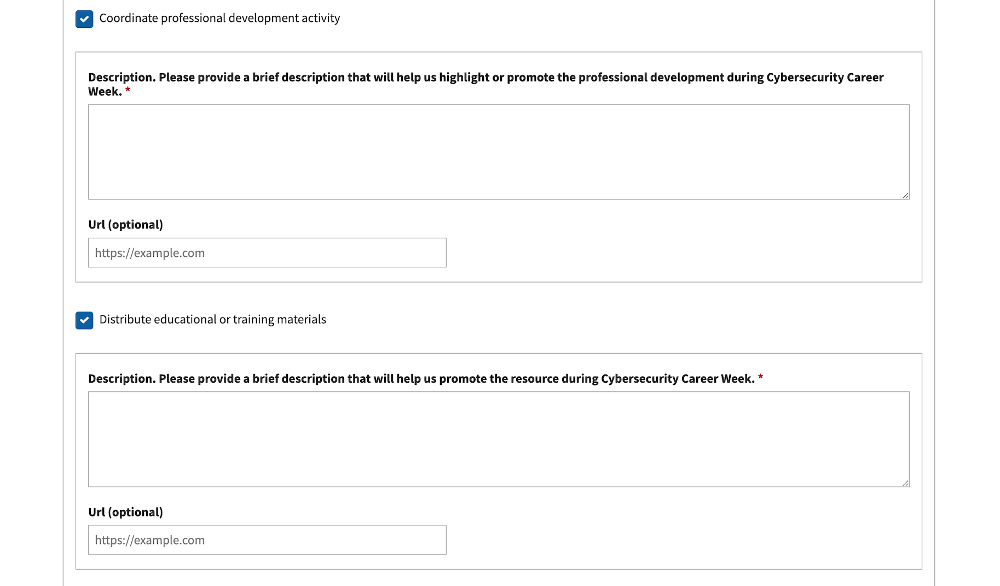 Coordinate professional development activity
Description. Please provide a brief description that will help us highlight or promote the professional development during Cybersecurity Career
Week. *
Url (optional)
https://example.com
Distribute educational or training materials
Description. Please provide a brief description that will help us promote the resource during Cybersecurity Career Week. *
Url (optional)
https://example.com